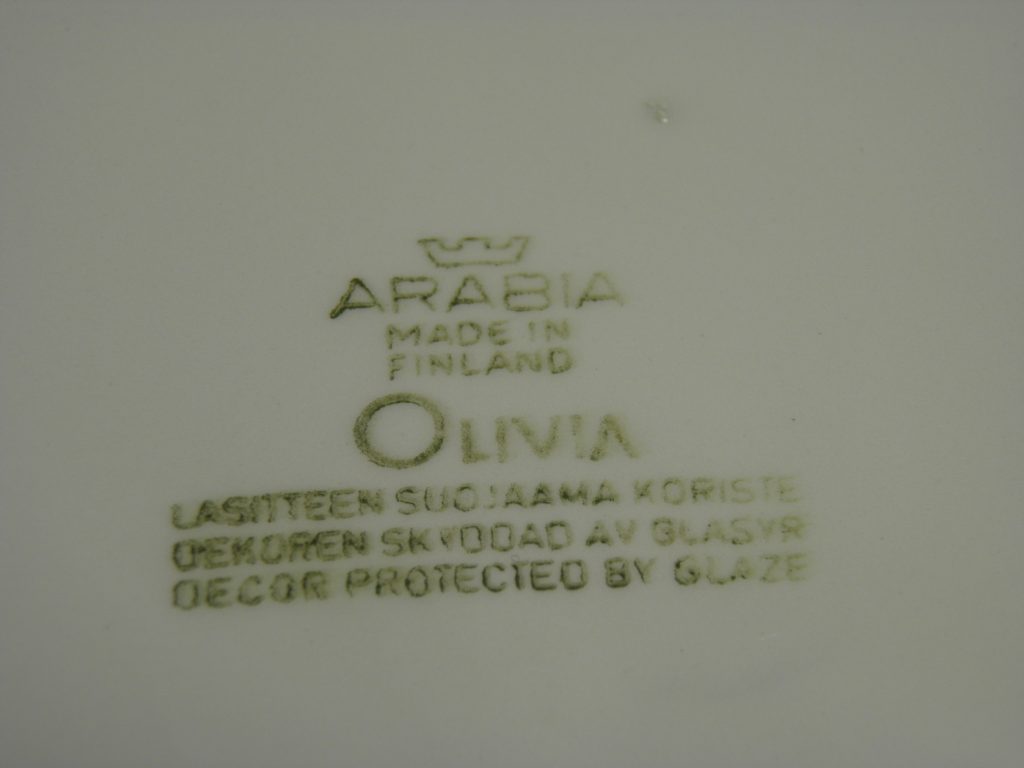 ARABIA
MADE IN
FINLAND
OLIVIA
LASITTEEN SUOJAAMA KORISTE
DEKOREN SKYDDAD AV GLASYR
DECOR PROTECTED BY GLAZE